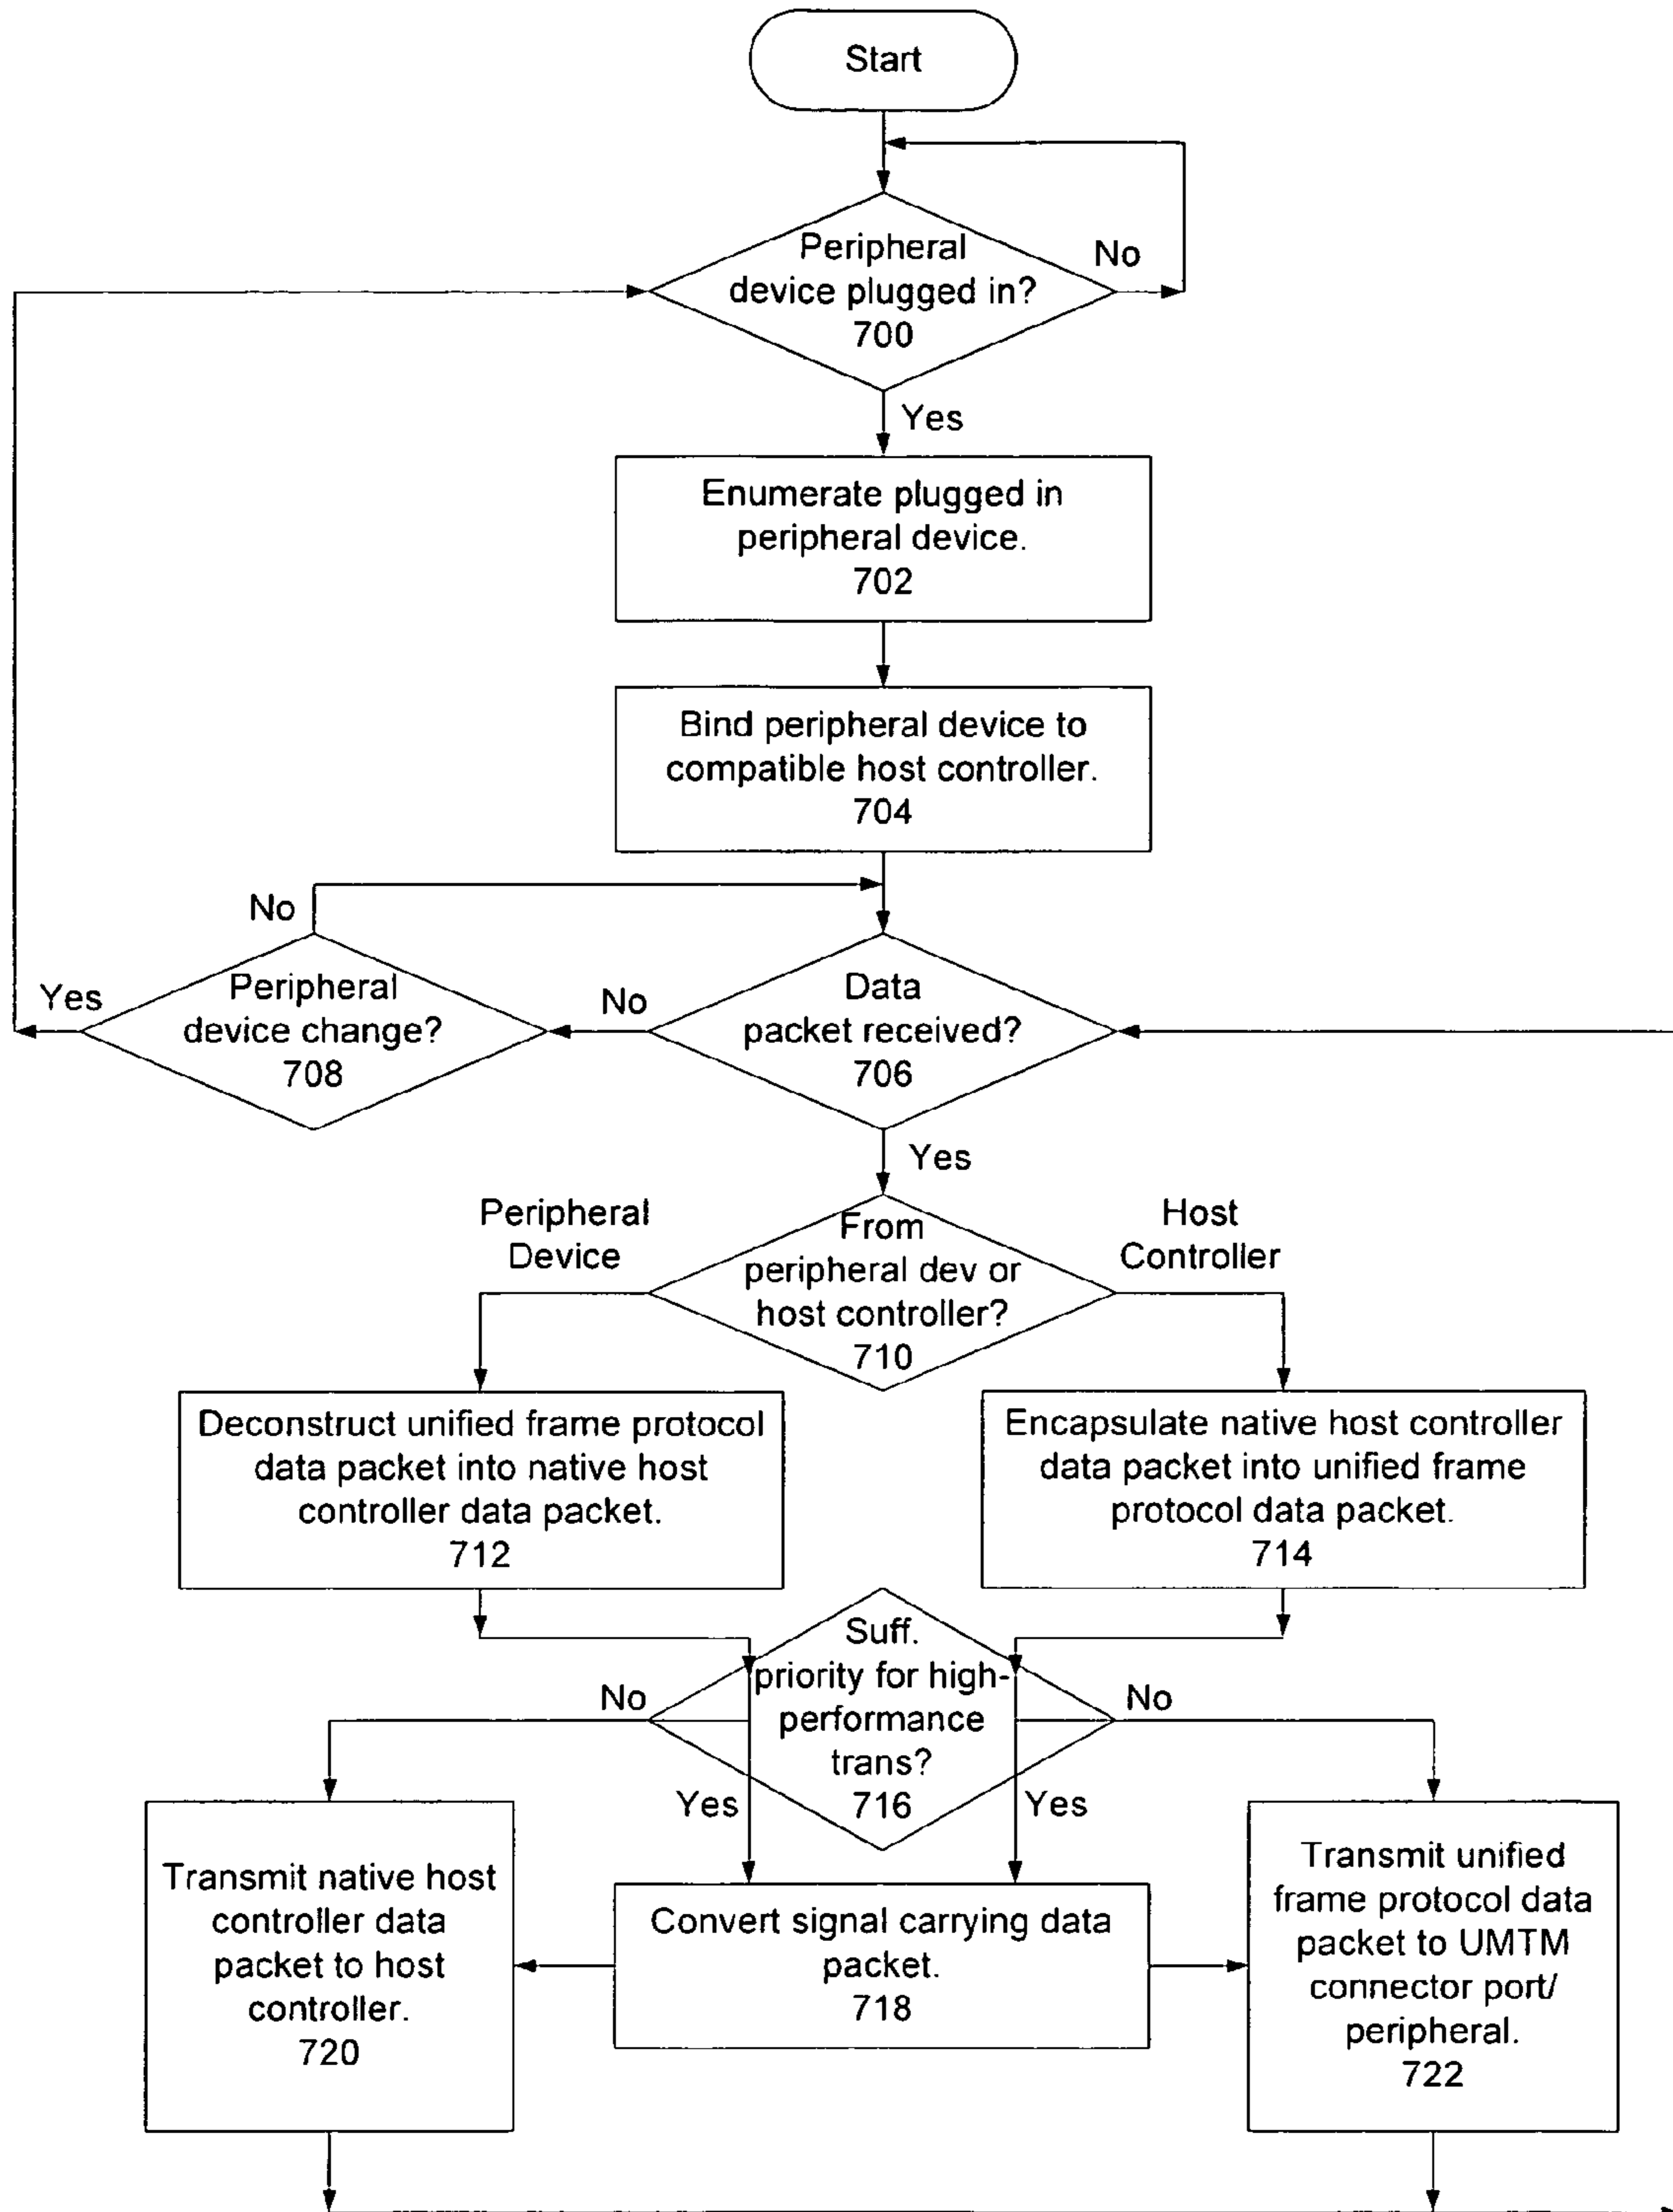 Start
Peripheral
device plugged in?
700
No
Yes
Enumerate plugged in
peripheral device.
702
Bind peripheral device to
compatible host controller.
704
No
Yes
Peripheral
device change?
708
No
Data
packet received?
706
Yes
Peripheral
Device
From
peripheral dev or
host controller?
710
Host
Controller
Deconstruct unified frame protocol
data packet into native host
controller data packet.
712
Encapsulate native host controller
data packet into unified frame
protocol data packet.
714
Suff.
priority for high-
performance
trans?
716
No
No
Yes
Yes
Transmit native host
controller data
packet to host
controller.
720
Convert signal carrying data
packet.
718
Transmit unified
frame protocol data
packet to UMTM
connector port/
peripheral.
722